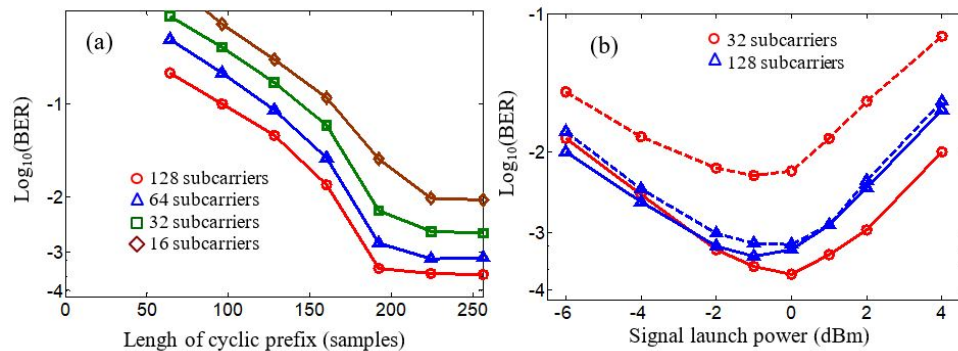 (a)
Log10(BER)
-1
-2
-3
-4
128 subcarriers
64 subcarriers
32 subcarriers
16 subcarriers
0 50 100 150 200 250
Lengh of cyclic prefix (samples)
(b)
Log10(BER)
-1
-2
-3
-4
32 subcarriers
128 subcarriers
-6 -4 -2 0 2 4
Signal launch power (dBm)